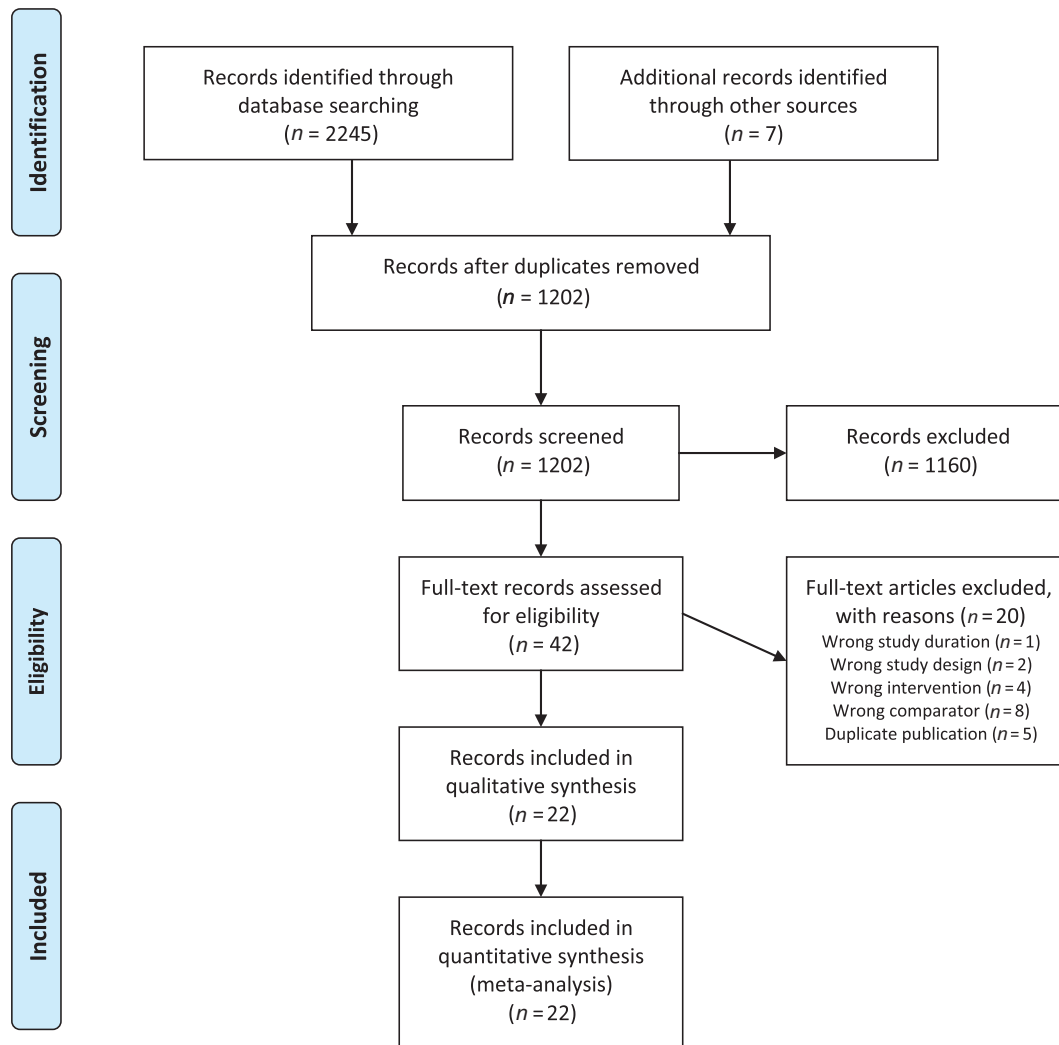 Identification
Records identified through
database searching
(n = 2245)
Additional records identified
through other sources
(n = 7)
Records after duplicates removed
(n = 1202)
Screening
Records screened
(n = 1202)
Records excluded
(n = 1160)
Eligibility
Full-text records assessed
for eligibility
(n = 42)
Full-text articles excluded,
with reasons (n = 20)
Wrong study duration (n = 1)
Wrong study design (n = 2)
Wrong intervention (n = 4)
Wrong comparator (n = 8)
Duplicate publication (n = 5)
Records included in
qualitative synthesis
(n = 22)
Included
Records included in
quantitative synthesis
(meta-analysis)
(n = 22)